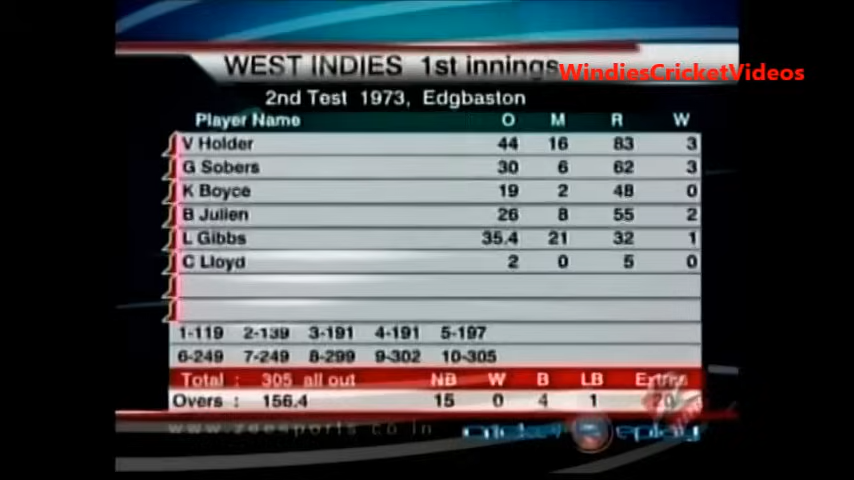 WEST INDIES 1st innings
WindiesCricketVideos
2nd Test 1973, Edgbaston
Player Name O M R W
V Holder 44 16 83 3
G Sobers 30 6 62 3
K Boyce 19 2 48 0
B Julien 26 8 55 2
L Gibbs 35.4 21 32 1
C Lloyd 2 0 5 0
1-119 2-139 3-191 4-191 5-197
6-249 7-249 8-299 9-302 10-305
Total : 305 all out NB W B LB Extras
Overs : 156.4 15 0 4 1 20
www.zeesports.co.in